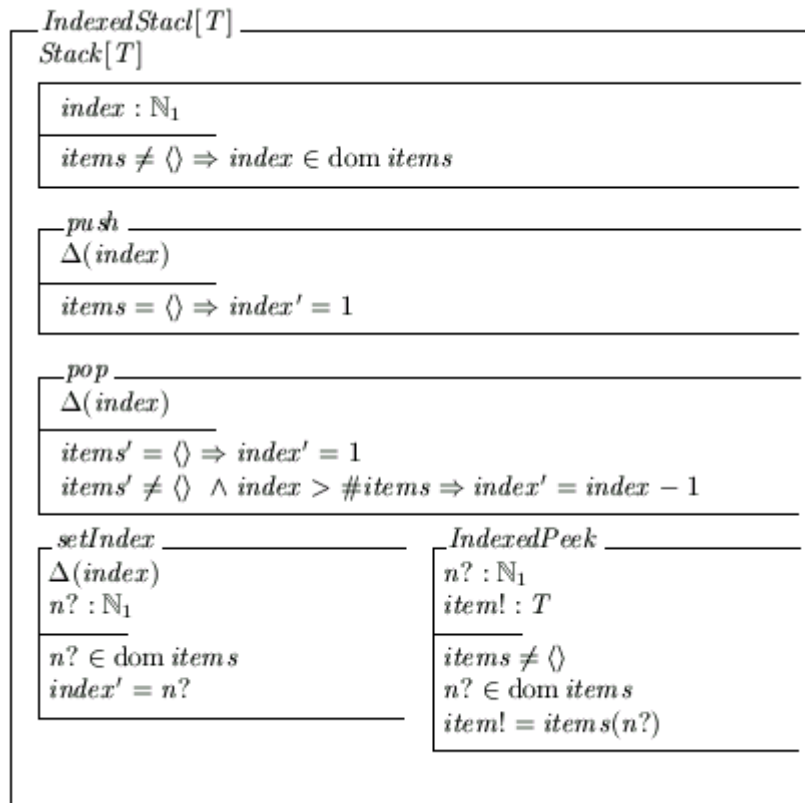 IndexedStacl[T]
Stack[T]
index : ℕ₁
items ≠ ⟨⟩ ⇒ index ∈ dom items
push
Δ(index)
items = ⟨⟩ ⇒ index′ = 1
pop
Δ(index)
items′ = ⟨⟩ ⇒ index′ = 1
items′ ≠ ⟨⟩ ∧ index > #items ⇒ index′ = index − 1
setIndex
Δ(index)
n? : ℕ₁
n? ∈ dom items
index′ = n?
IndexedPeek
n? : ℕ₁
item! : T
items ≠ ⟨⟩
n? ∈ dom items
item! = items(n?)